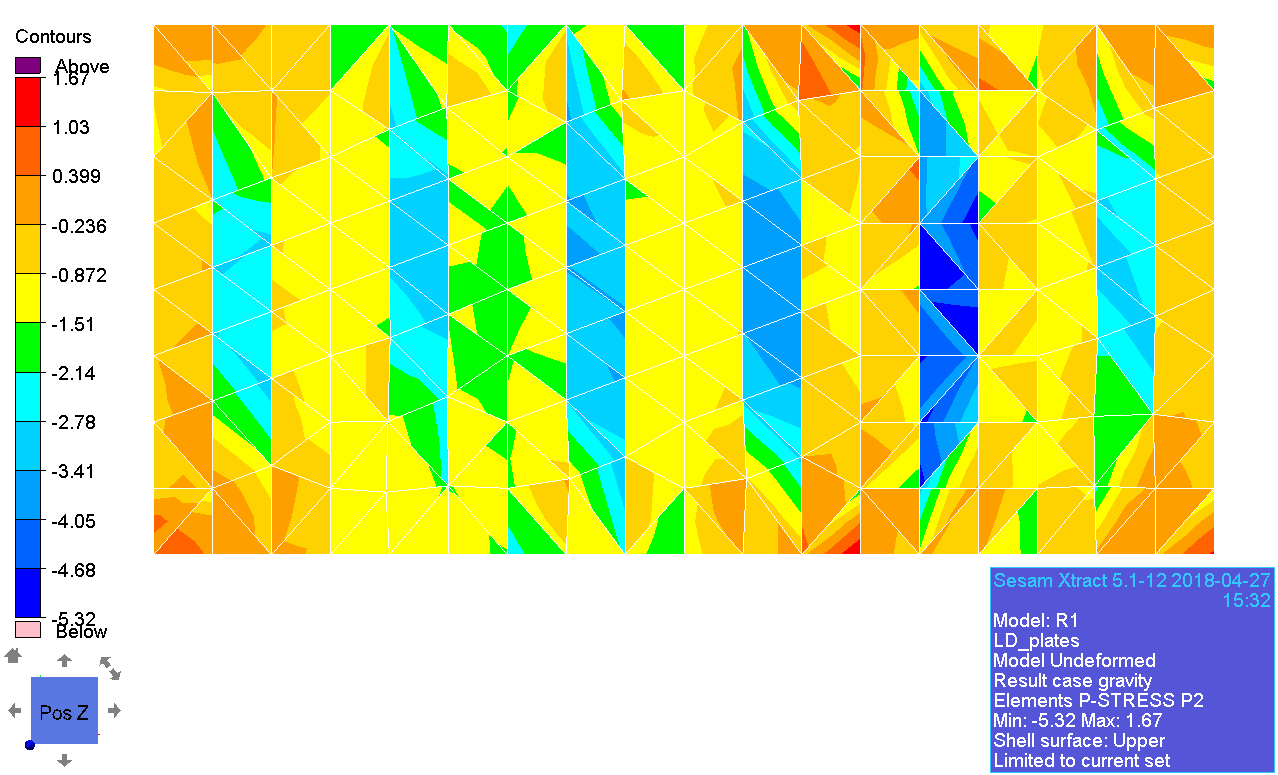 Contours
Above
1.67
1.03
0.399
-0.236
-0.872
-1.51
-2.14
-2.78
-3.41
-4.05
-4.68
-5.32
Below
Pos Z
Sesam Xtract 5.1-12 2018-04-27
15:32
Model: R1
LD_plates
Model Undeformed
Result case gravity
Elements P-STRESS P2
Min: -5.32 Max: 1.67
Shell surface: Upper
Limited to current set